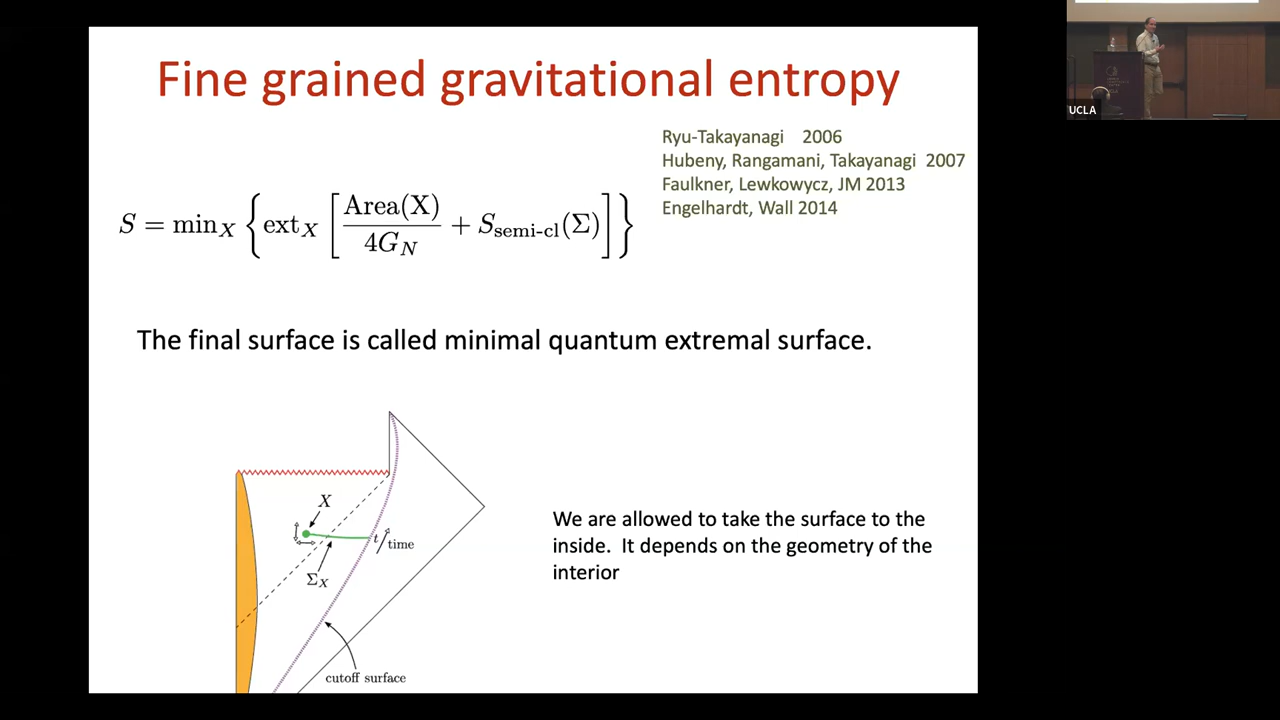 Fine grained gravitational entropy
Ryu-Takayanagi 2006
Hubeny, Rangamani, Takayanagi 2007
Faulkner, Lewkowycz, JM 2013
Engelhardt, Wall 2014
S = min_X { ext_X [ Area(X) / 4G_N + S_semi-cl(Σ) ] }
The final surface is called minimal quantum extremal surface.
X
t
time
Σ_X
cutoff surface
We are allowed to take the surface to the
inside. It depends on the geometry of the
interior
UCLA